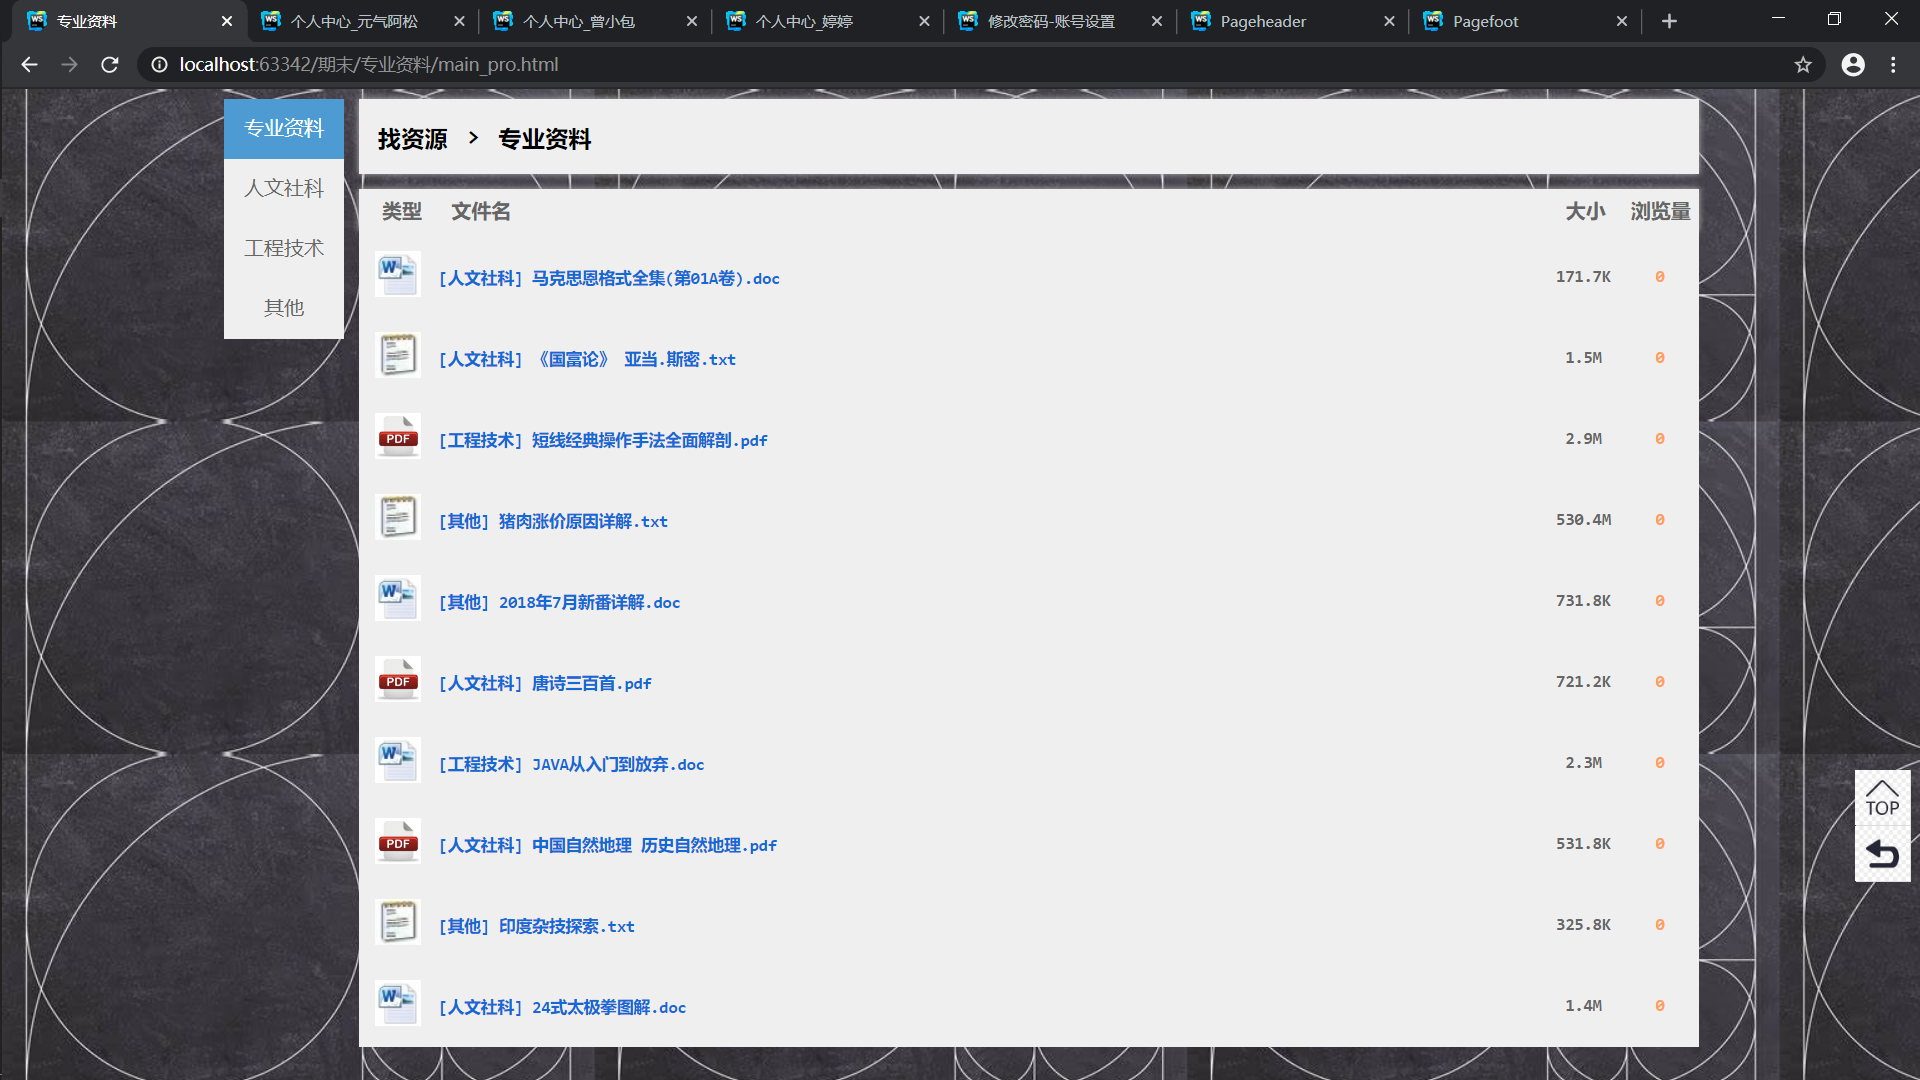 专业资料
个人中心_元气阿松
个人中心_曾小包
个人中心_婷婷
修改密码-账号设置
Pageheader
Pagefoot
localhost:63342/期末/专业资料/main_pro.html
专业资料
人文社科
工程技术
其他
找资源 > 专业资料
类型 文件名 大小 浏览量
[人文社科] 马克思恩格式全集(第01A卷).doc 171.7K 0
[人文社科] 《国富论》 亚当.斯密.txt 1.5M 0
[工程技术] 短线经典操作手法全面解剖.pdf 2.9M 0
[其他] 猪肉涨价原因详解.txt 530.4M 0
[其他] 2018年7月新番详解.doc 731.8K 0
[人文社科] 唐诗三百首.pdf 721.2K 0
[工程技术] JAVA从入门到放弃.doc 2.3M 0
[人文社科] 中国自然地理 历史自然地理.pdf 531.8K 0
[其他] 印度杂技探索.txt 325.8K 0
[人文社科] 24式太极拳图解.doc 1.4M 0
PDF
PDF
PDF
TOP